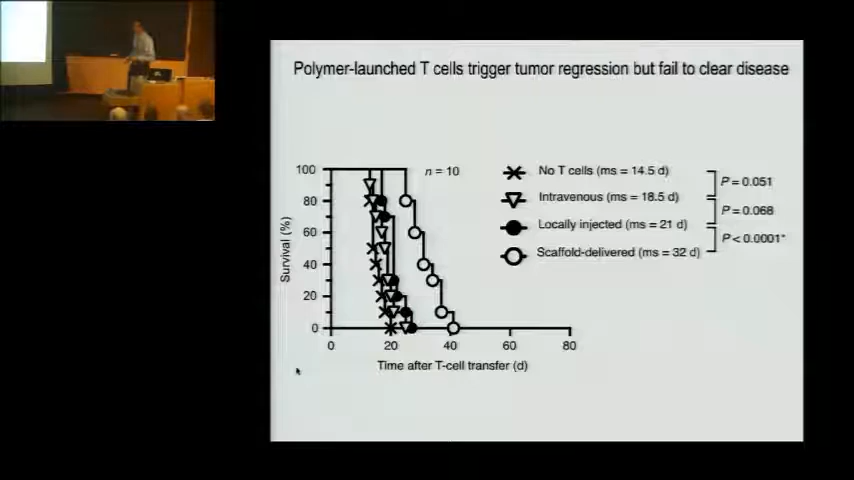 Polymer-launched T cells trigger tumor regression but fail to clear disease
100
80
60
40
20
0
Survival (%)
n = 10
No T cells (ms = 14.5 d)
Intravenous (ms = 18.5 d)
Locally injected (ms = 21 d)
Scaffold-delivered (ms = 32 d)
P = 0.051
P = 0.068
P < 0.0001*
0 20 40 60 80
Time after T-cell transfer (d)